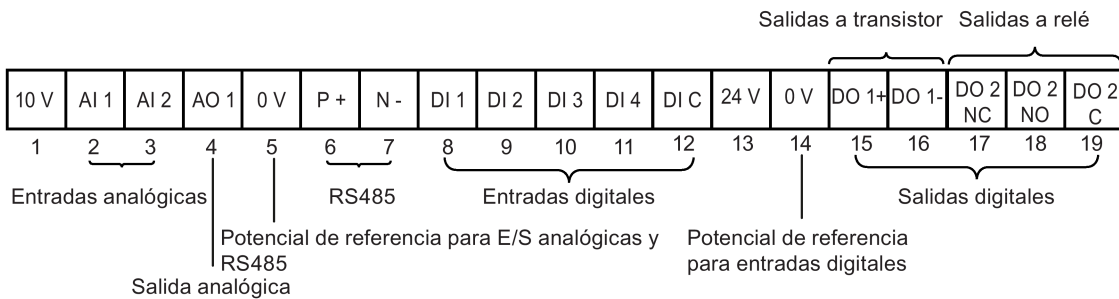 Salidas a transistor Salidas a relé
10 V AI 1 AI 2 AO 1 0 V P + N - DI 1 DI 2 DI 3 DI 4 DI C 24 V 0 V DO 1+ DO 1- DO 2 NC DO 2 NO DO 2 C
1 2 3 4 5 6 7 8 9 10 11 12 13 14 15 16 17 18 19
Entradas analógicas RS485 Entradas digitales Salidas digitales
Potencial de referencia para E/S analógicas y
RS485
Potencial de referencia
para entradas digitales
Salida analógica